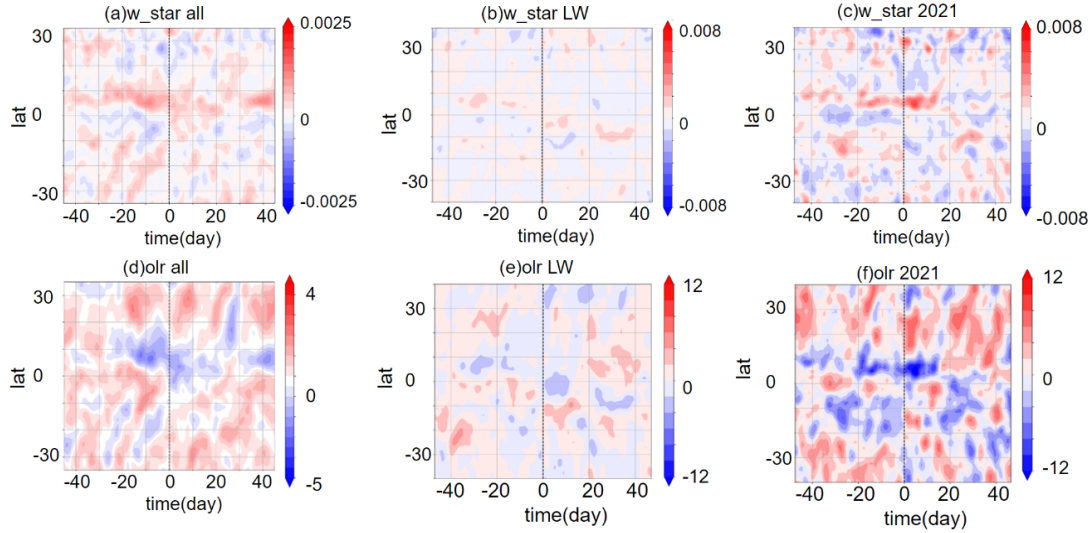 (a)w_star all
30
0
-30
lat
-40 -20 0 20 40
time(day)
0.0025
0
-0.0025
(b)w_star LW
30
0
-30
lat
-40 -20 0 20 40
time(day)
0.008
0
-0.008
(c)w_star 2021
30
0
-30
lat
-40 -20 0 20 40
time(day)
0.008
0
-0.008
(d)olr all
30
0
-30
lat
-40 -20 0 20 40
time(day)
4
0
-5
(e)olr LW
30
0
-30
lat
-40 -20 0 20 40
time(day)
12
0
-12
(f)olr 2021
30
0
-30
lat
-40 -20 0 20 40
time(day)
12
0
-12